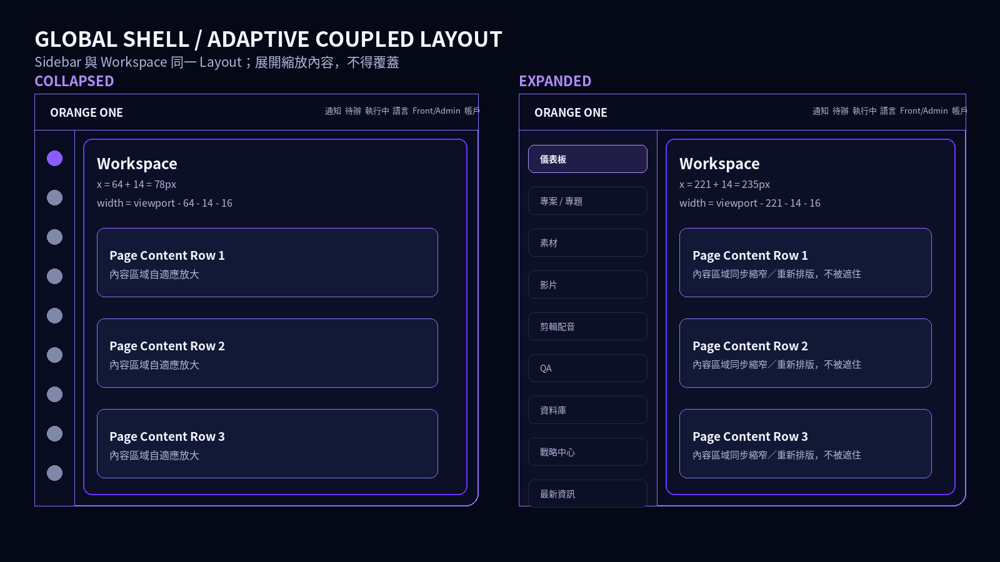 GLOBAL SHELL / ADAPTIVE COUPLED LAYOUT
Sidebar 與 Workspace 同一 Layout；展開縮放內容，不得覆蓋
COLLAPSED
ORANGE ONE
通知 待辦 執行中 語言 Front/Admin 帳戶
Workspace
x = 64 + 14 = 78px
width = viewport - 64 - 14 - 16
Page Content Row 1
內容區域自適應放大
Page Content Row 2
內容區域自適應放大
Page Content Row 3
內容區域自適應放大
EXPANDED
ORANGE ONE
通知 待辦 執行中 語言 Front/Admin 帳戶
儀表板
專案 / 專題
素材
影片
剪輯配音
QA
資料庫
戰略中心
最新資訊
Workspace
x = 221 + 14 = 235px
width = viewport - 221 - 14 - 16
Page Content Row 1
內容區域同步縮窄／重新排版，不被遮住
Page Content Row 2
內容區域同步縮窄／重新排版，不被遮住
Page Content Row 3
內容區域同步縮窄／重新排版，不被遮住